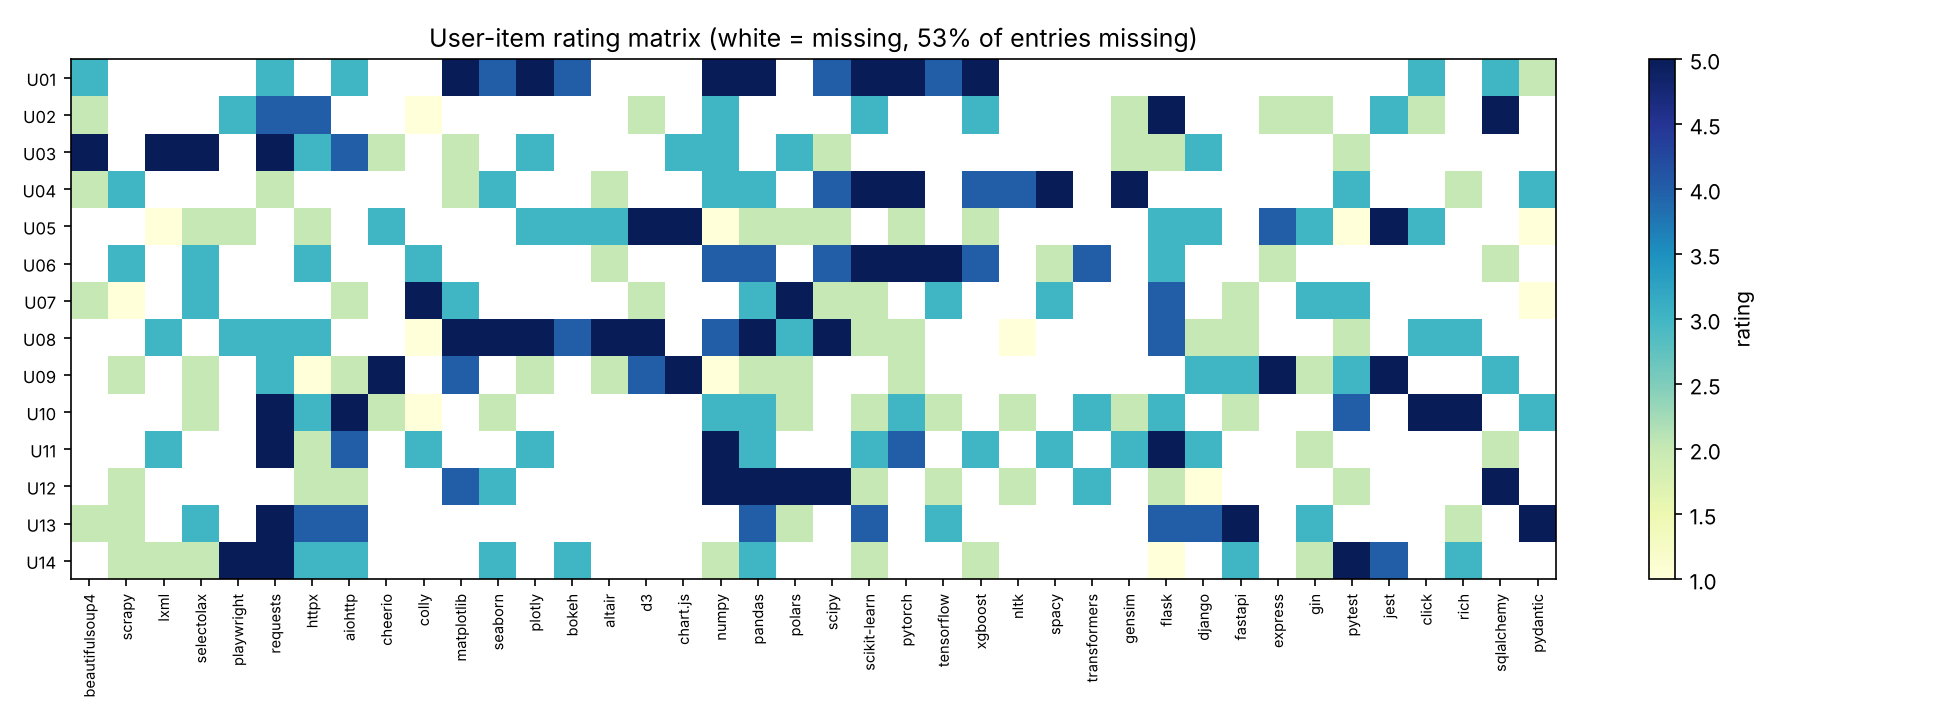 User-item rating matrix (white = missing, 53% of entries missing)
U01
U02
U03
U04
U05
U06
U07
U08
U09
U10
U11
U12
U13
U14
beautifulsoup4
scrapy
lxml
selectolax
playwright
requests
httpx
aiohttp
cheerio
colly
matplotlib
seaborn
plotly
bokeh
altair
d3
chart.js
numpy
pandas
polars
scipy
scikit-learn
pytorch
tensorflow
xgboost
nltk
spacy
transformers
gensim
flask
django
fastapi
express
gin
pytest
jest
click
rich
sqlalchemy
pydantic
5.0
4.5
4.0
3.5
3.0
2.5
2.0
1.5
1.0
rating